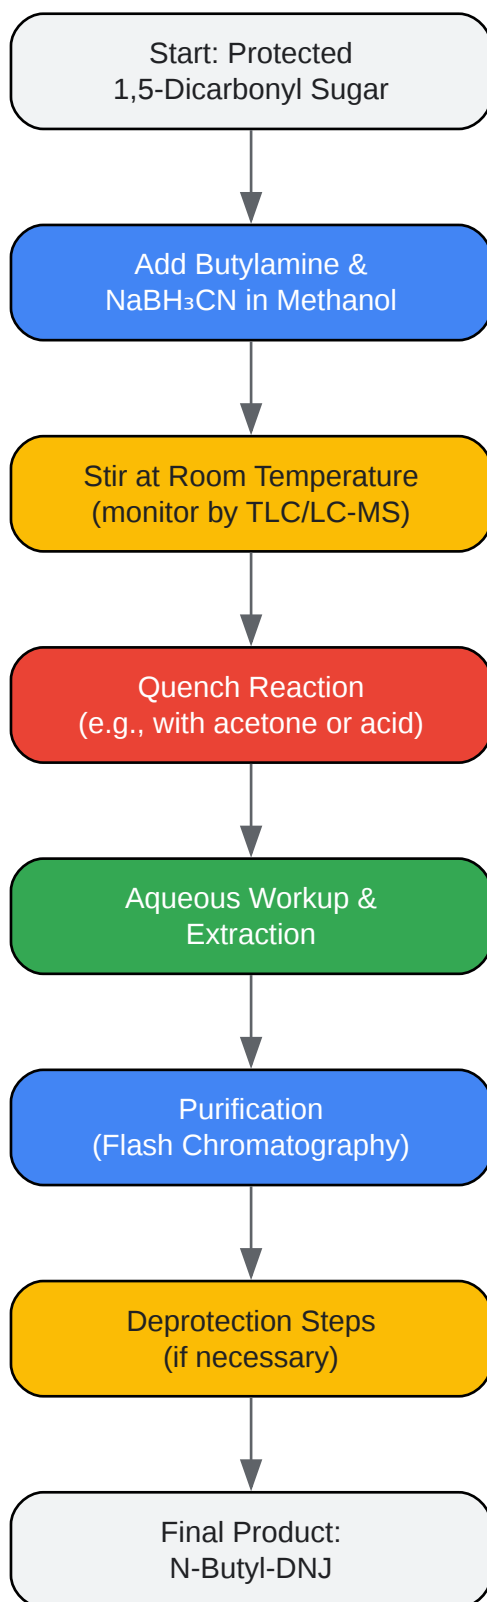 Start: Protected
1,5-Dicarbonyl Sugar
Add Butylamine &
NaBH₃CN in Methanol
Stir at Room Temperature
(monitor by TLC/LC-MS)
Quench Reaction
(e.g., with acetone or acid)
Aqueous Workup &
Extraction
Purification
(Flash Chromatography)
Deprotection Steps
(if necessary)
Final Product:
N-Butyl-DNJ